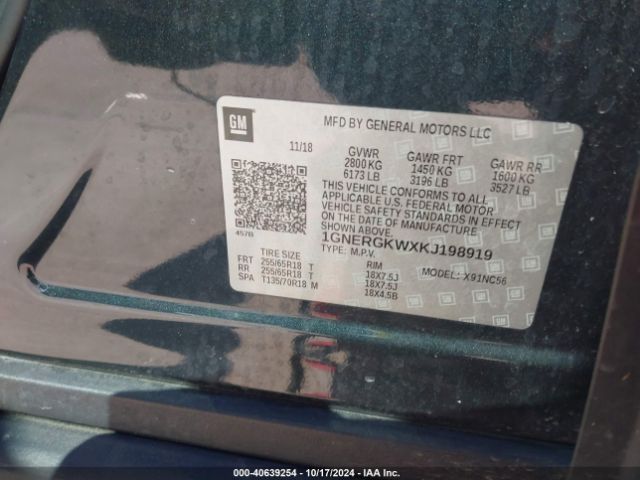 GM
MFD BY GENERAL MOTORS LLC
11/18 GVWR GAWR FRT GAWR RR
2800 KG 1450 KG 1600 KG
6173 LB 3196 LB 3527 LB
THIS VEHICLE CONFORMS TO ALL
APPLICABLE U.S. FEDERAL MOTOR
VEHICLE SAFETY STANDARDS IN EFFECT
ON THE DATE OF MANUFACTURE
SHOWN ABOVE.
457B 1GNERGKWXKJ198919
TYPE: M.P.V. MODEL: X91NC56
TIRE SIZE RIM
FRT 255/65R18 T 18X7.5J
RR 255/65R18 T 18X7.5J
SPA T135/70R18 M 18X4.5B
000-40639254 - 10/17/2024 - IAA Inc.